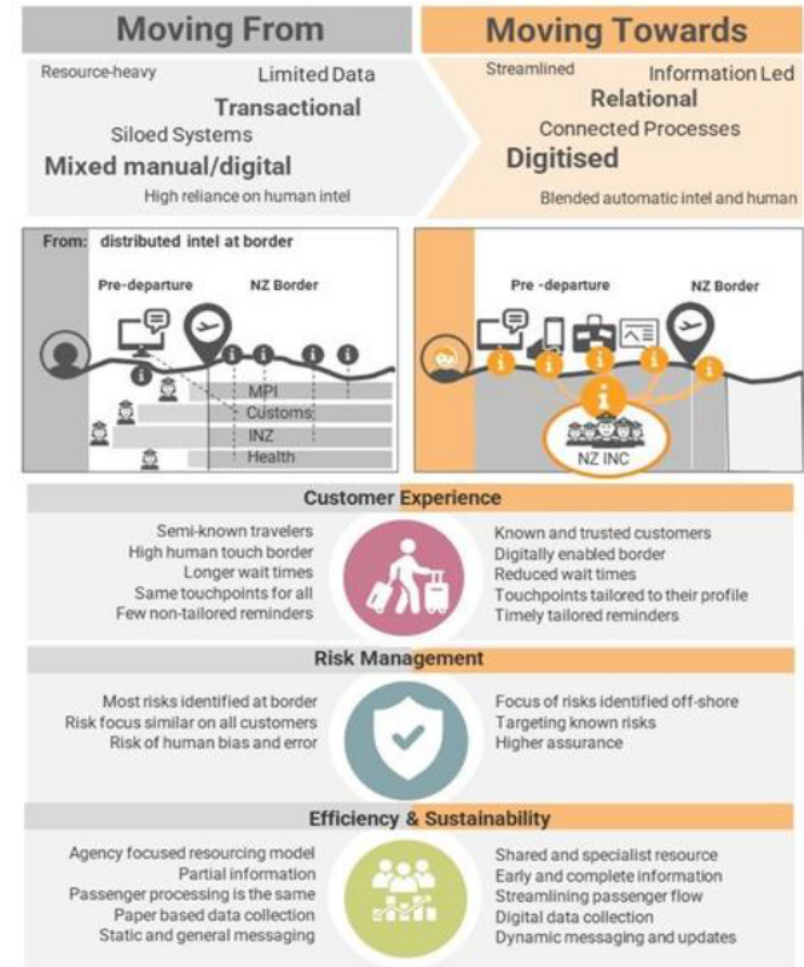 Moving From
Moving Towards
Resource-heavy
Limited Data
Transactional
Siloed Systems
Mixed manual/digital
High reliance on human intel
Streamlined
Information Led
Relational
Connected Processes
Digitised
Blended automatic intel and human
From: distributed intel at border
Pre-departure
NZ Border
MPI
Customs
INZ
Health
Pre -departure
NZ Border
NZ INC
Customer Experience
Semi-known travelers
High human touch border
Longer wait times
Same touchpoints for all
Few non-tailored reminders
Known and trusted customers
Digitally enabled border
Reduced wait times
Touchpoints tailored to their profile
Timely tailored reminders
Risk Management
Most risks identified at border
Risk focus similar on all customers
Risk of human bias and error
Focus of risks identified off-shore
Targeting known risks
Higher assurance
Efficiency & Sustainability
Agency focused resourcing model
Partial information
Passenger processing is the same
Paper based data collection
Static and general messaging
Shared and specialist resource
Early and complete information
Streamlining passenger flow
Digital data collection
Dynamic messaging and updates